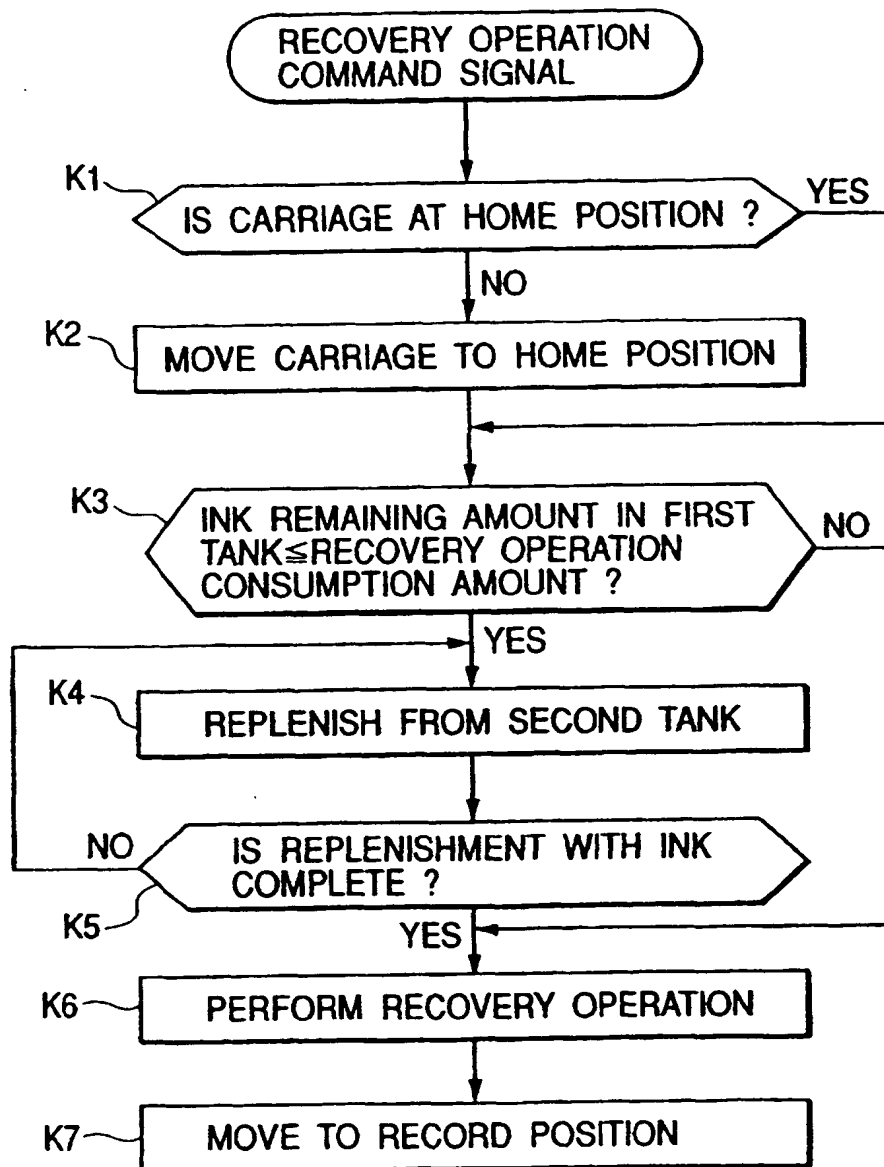 RECOVERY OPERATION
COMMAND SIGNAL
K1
IS CARRIAGE AT HOME POSITION ?
YES
NO
K2
MOVE CARRIAGE TO HOME POSITION
K3
INK REMAINING AMOUNT IN FIRST
TANK≦RECOVERY OPERATION
CONSUMPTION AMOUNT ?
NO
YES
K4
REPLENISH FROM SECOND TANK
NO
IS REPLENISHMENT WITH INK
COMPLETE ?
K5
YES
K6
PERFORM RECOVERY OPERATION
K7
MOVE TO RECORD POSITION